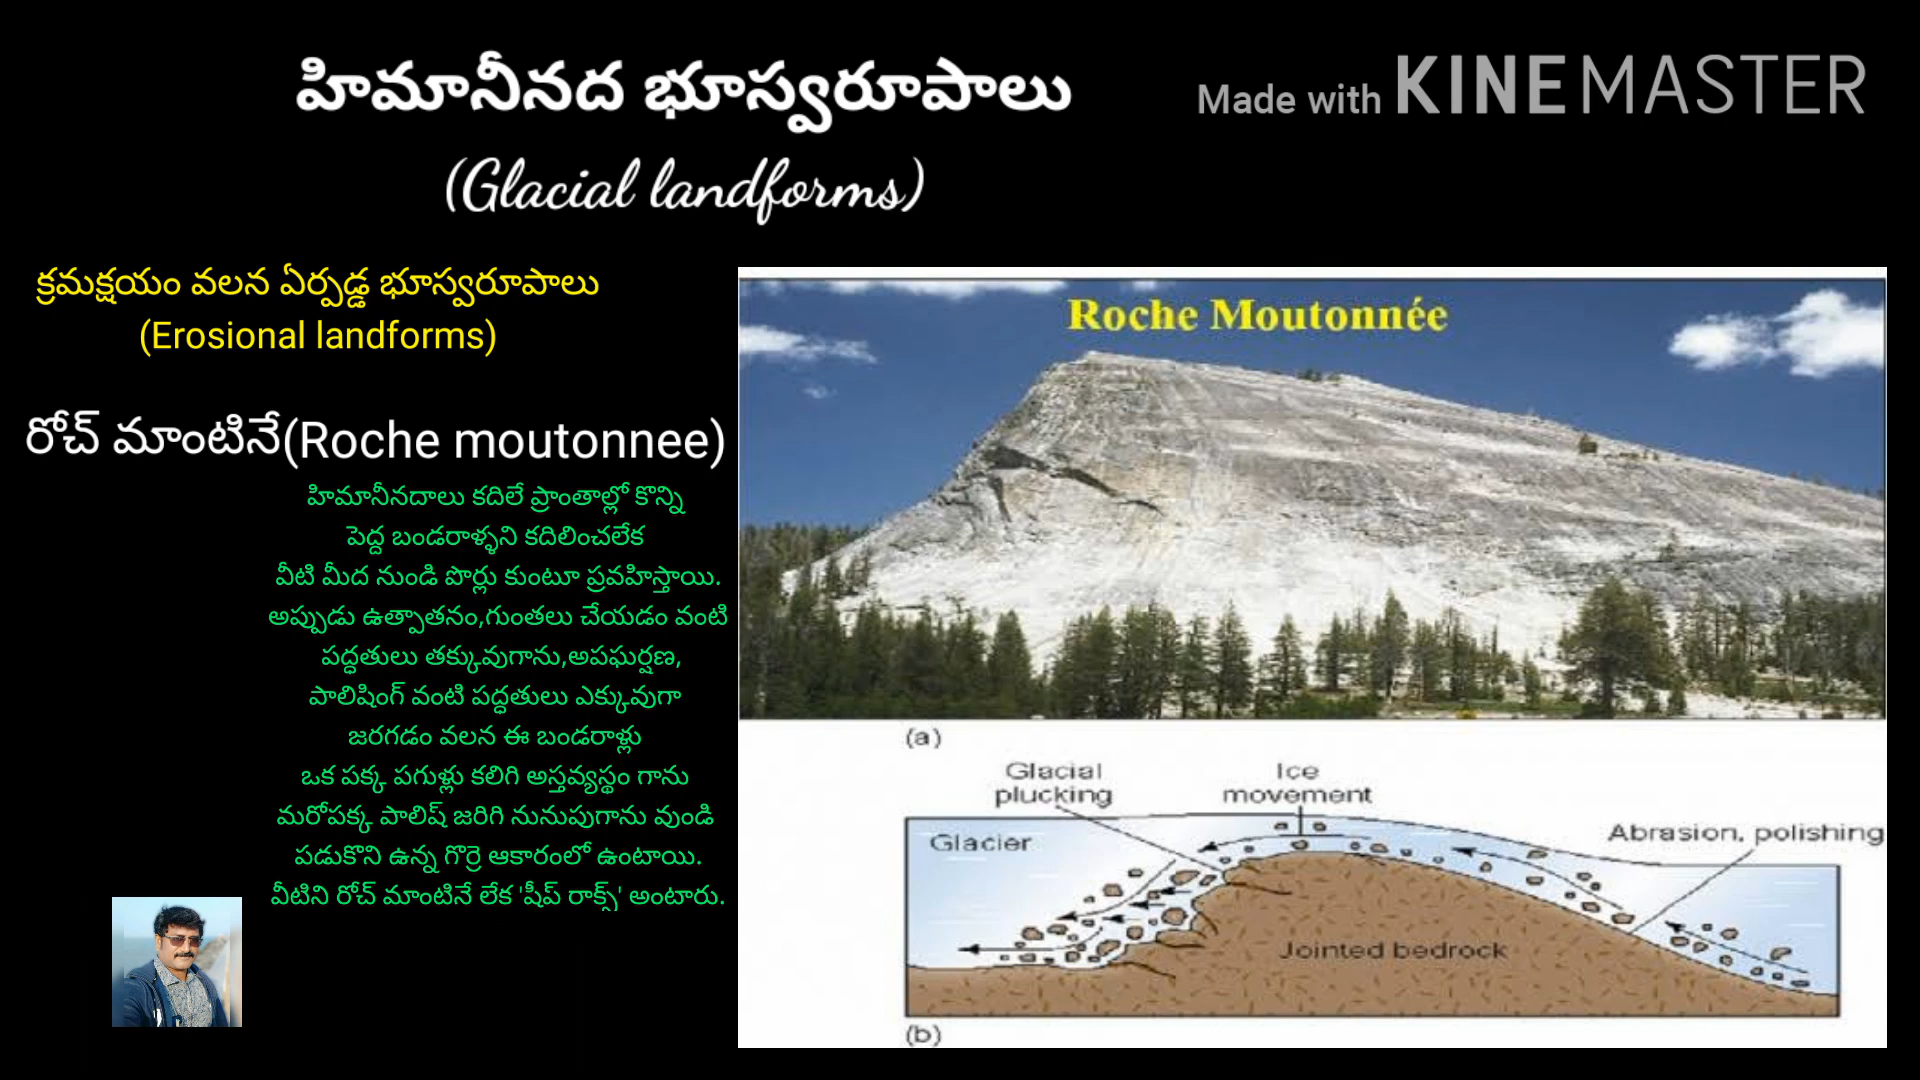 హిమానీనద భూస్వరూపాలు
(Glacial landforms)
Made with KINEMASTER
క్రమక్షయం వలన ఏర్పడ్డ భూస్వరూపాలు
(Erosional landforms)
రోచ్ మాంటినే(Roche moutonnee)
హిమానీనదాలు కదిలే ప్రాంతాల్లో కొన్ని
పెద్ద బండరాళ్ళని కదిలించలేక
వీటి మీద నుండి పొర్లు కుంటూ ప్రవహిస్తాయి.
అప్పుడు ఉత్పాతనం,గుంతలు చేయడం వంటి
పద్ధతులు తక్కువుగాను,అపఘర్షణ,
పాలిషింగ్ వంటి పద్ధతులు ఎక్కువుగా
జరగడం వలన ఈ బండరాళ్లు
ఒక పక్క పగుళ్లు కలిగి అస్తవ్యస్థం గాను
మరోపక్క పాలిష్ జరిగి నునుపుగాను వుండి
పడుకొని ఉన్న గొర్రె ఆకారంలో ఉంటాయి.
వీటిని రోచ్ మాంటినే లేక 'షీప్ రాక్స్' అంటారు.
Roche Moutonnée
(a)
Glacial
plucking
Ice
movement
Glacier
Abrasion, polishing
Jointed bedrock
(b)